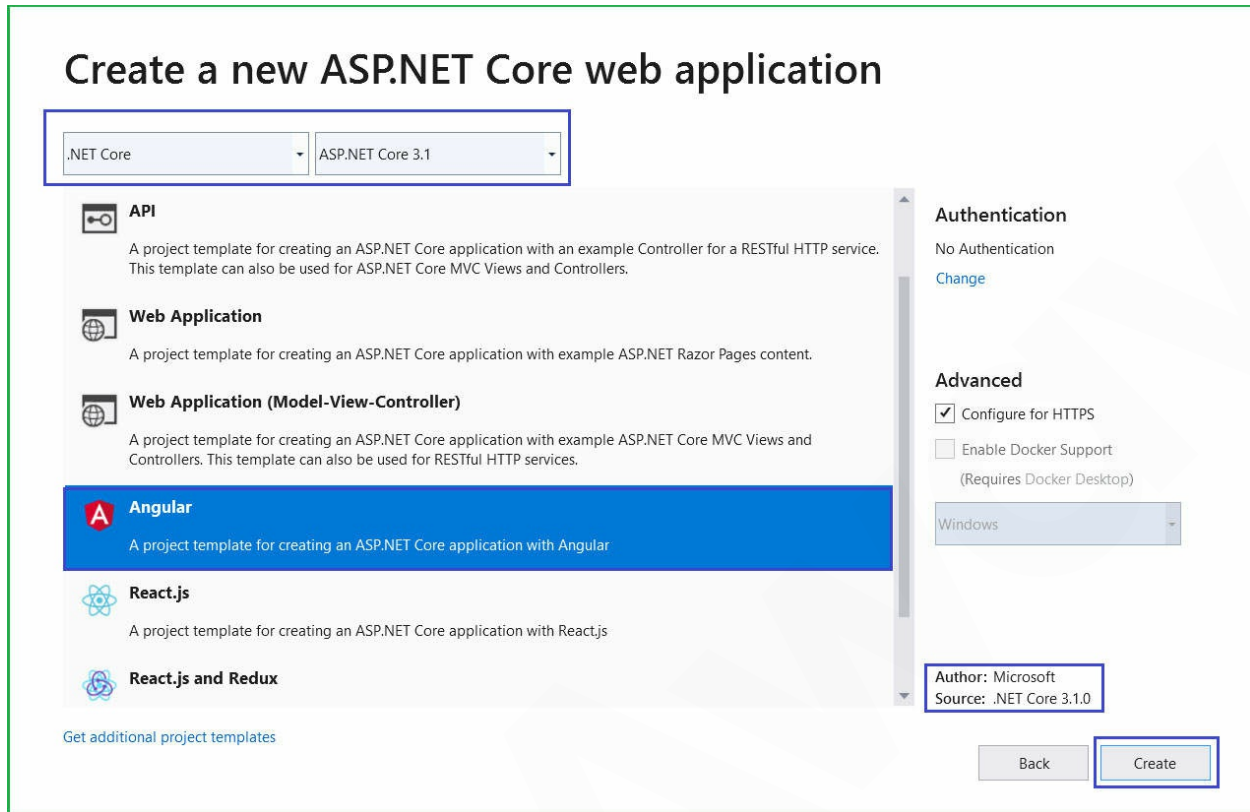 Create a new ASP.NET Core web application
.NET Core
ASP.NET Core 3.1
API
A project template for creating an ASP.NET Core application with an example Controller for a RESTful HTTP service.
This template can also be used for ASP.NET Core MVC Views and Controllers.
Web Application
A project template for creating an ASP.NET Core application with example ASP.NET Razor Pages content.
Web Application (Model-View-Controller)
A project template for creating an ASP.NET Core application with example ASP.NET Core MVC Views and
Controllers. This template can also be used for RESTful HTTP services.
Angular
A project template for creating an ASP.NET Core application with Angular
React.js
A project template for creating an ASP.NET Core application with React.js
React.js and Redux
Get additional project templates
Authentication
No Authentication
Change
Advanced
Configure for HTTPS
Enable Docker Support
(Requires Docker Desktop)
Windows
Author: Microsoft
Source: .NET Core 3.1.0
Back
Create